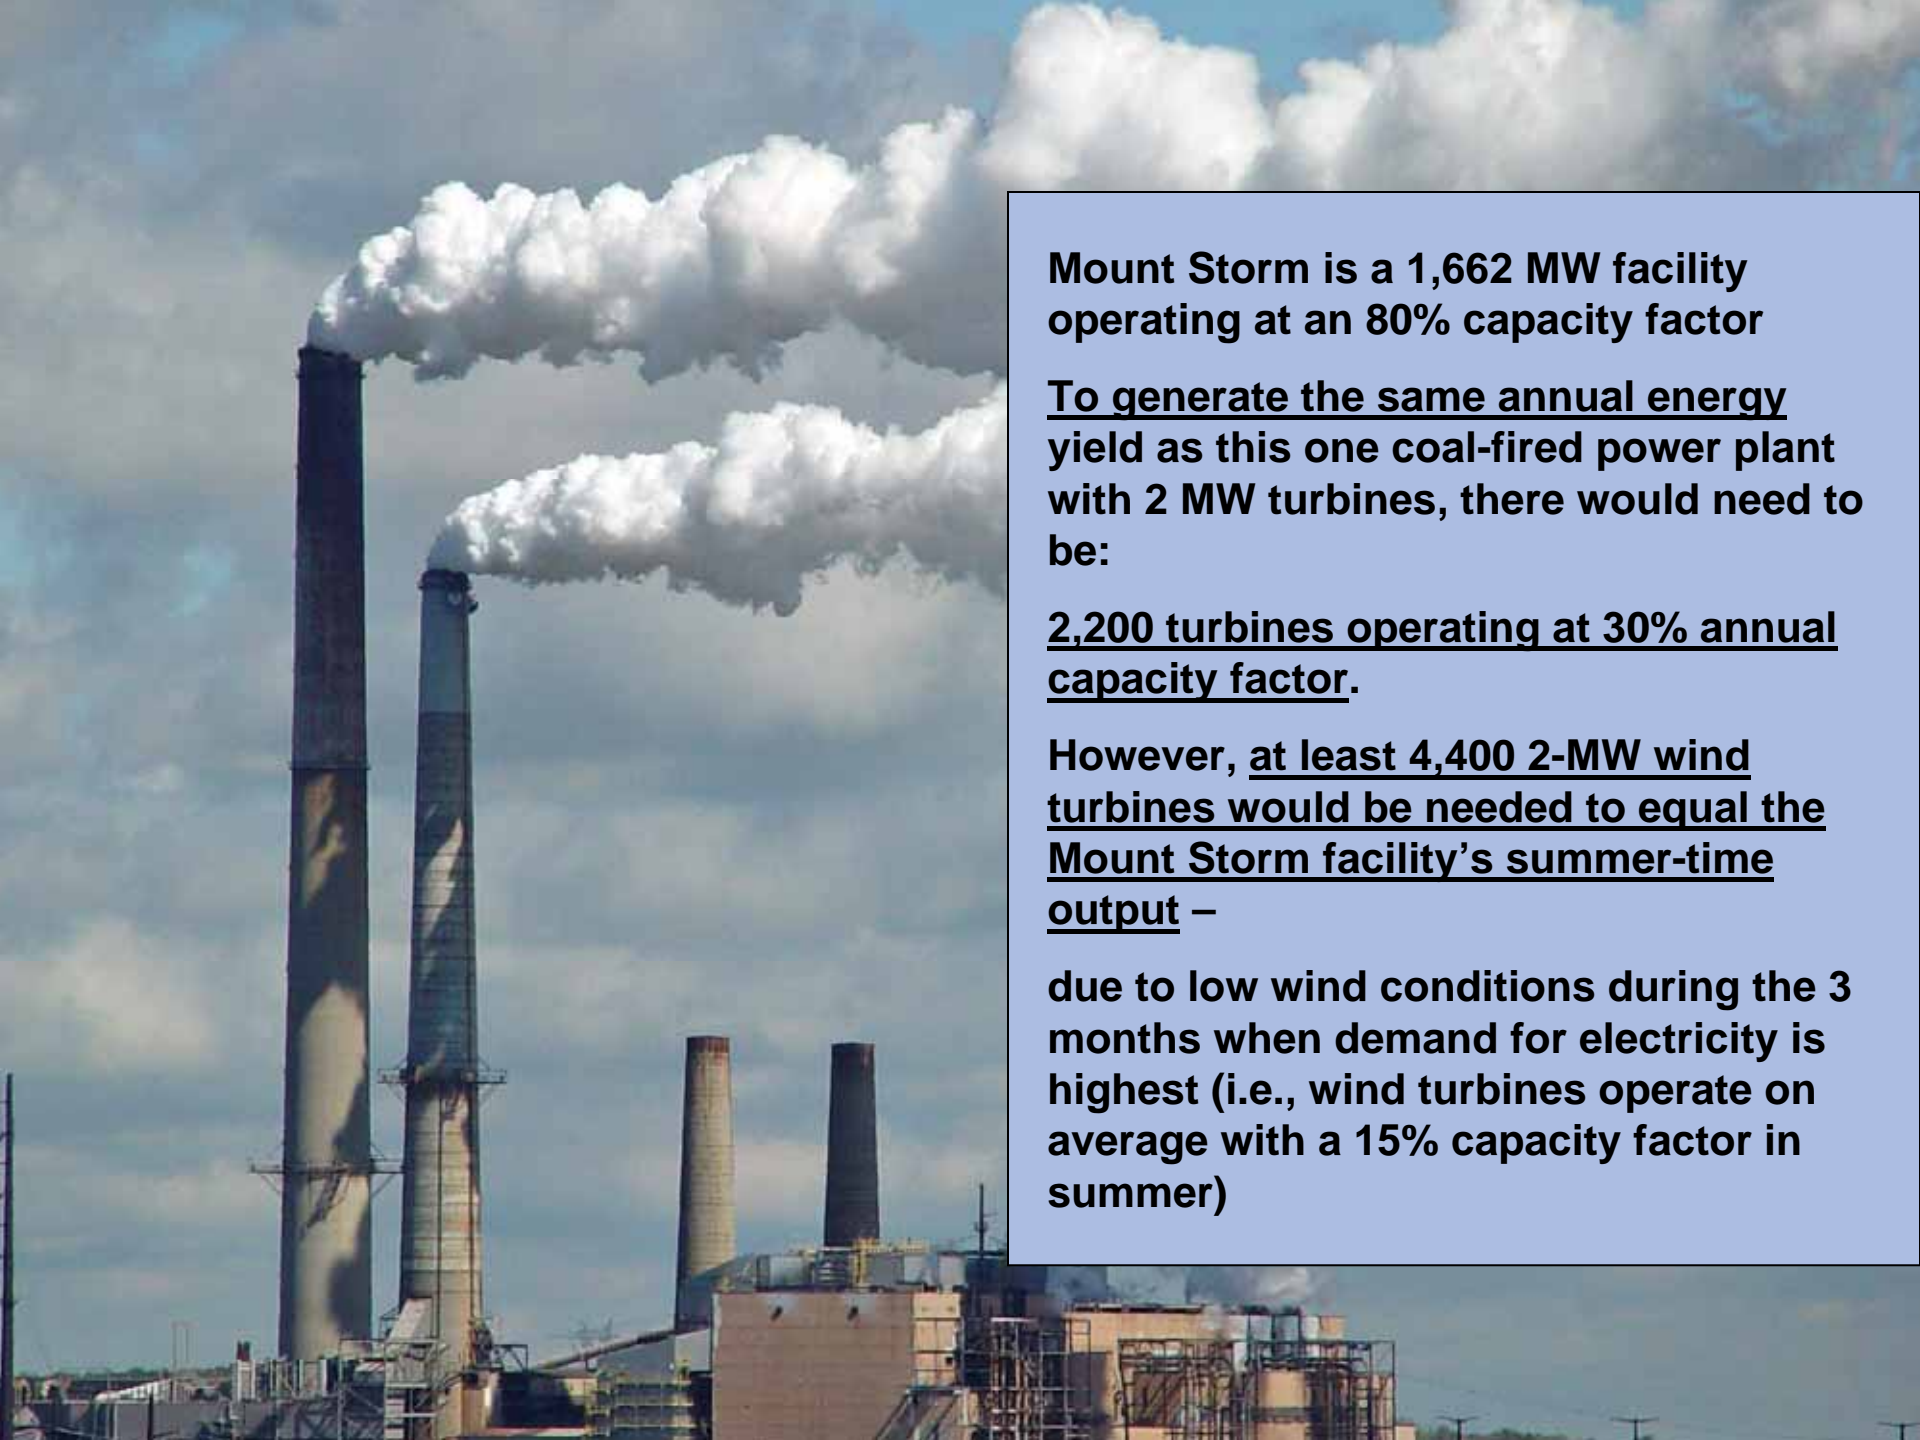 Mount Storm is a 1,662 MW facility
operating at an 80% capacity factor
To generate the same annual energy
yield as this one coal-fired power plant
with 2 MW turbines, there would need to
be:
2,200 turbines operating at 30% annual
capacity factor.
However, at least 4,400 2-MW wind
turbines would be needed to equal the
Mount Storm facility’s summer-time
output –
due to low wind conditions during the 3
months when demand for electricity is
highest (i.e., wind turbines operate on
average with a 15% capacity factor in
summer)